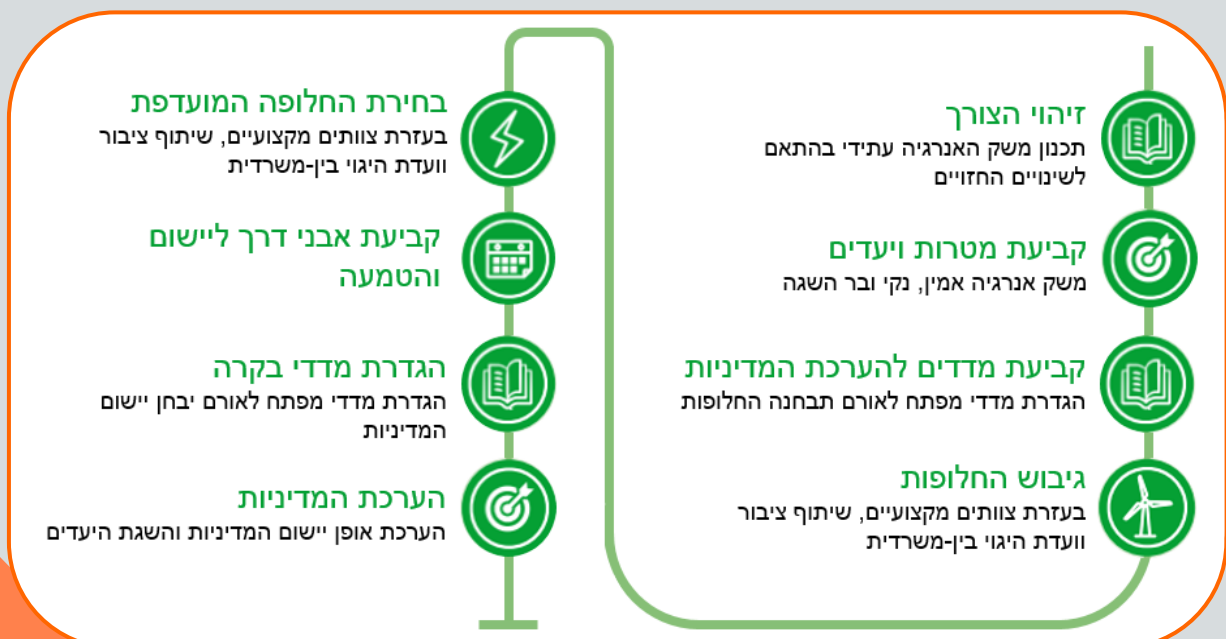 זיהוי הצורך
תכנון משק האנרגיה עתידי בהתאם
לשינויים החזויים
קביעת מטרות ויעדים
משק אנרגיה אמין, נקי ובר השגה
קביעת מדדים להערכת המדיניות
הגדרת מדדי מפתח לאורם תבחנה החלופות
גיבוש החלופות
בעזרת צוותים מקצועיים, שיתוף ציבור
וועדת היגוי בין-משרדית
בחירת החלופה המועדפת
בעזרת צוותים מקצועיים, שיתוף ציבור
וועדת היגוי בין-משרדית
קביעת אבני דרך ליישום
והטמעה
הגדרת מדדי בקרה
הגדרת מדדי מפתח לאורם יבחן יישום
המדיניות
הערכת המדיניות
הערכת אופן יישום המדיניות והשגת היעדים